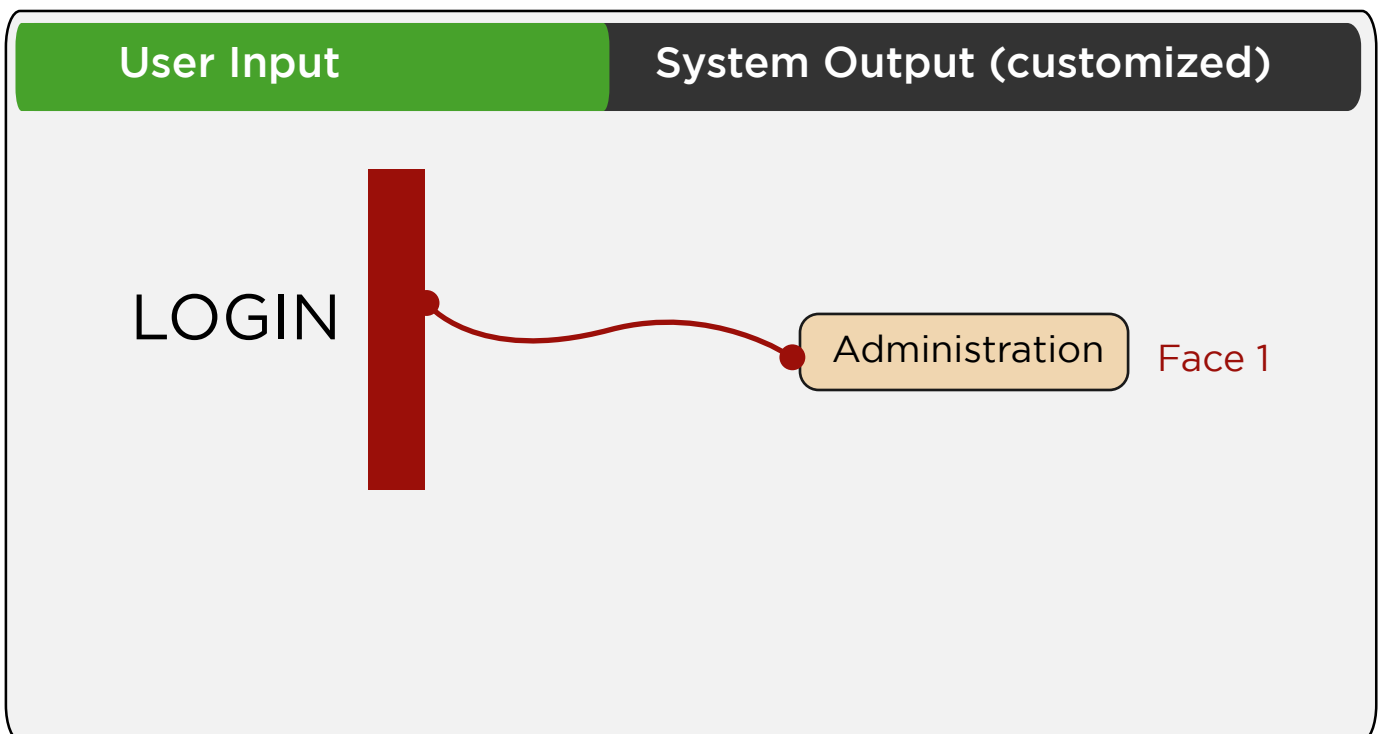 User Input
System Output (customized)
LOGIN
Administration
Face 1